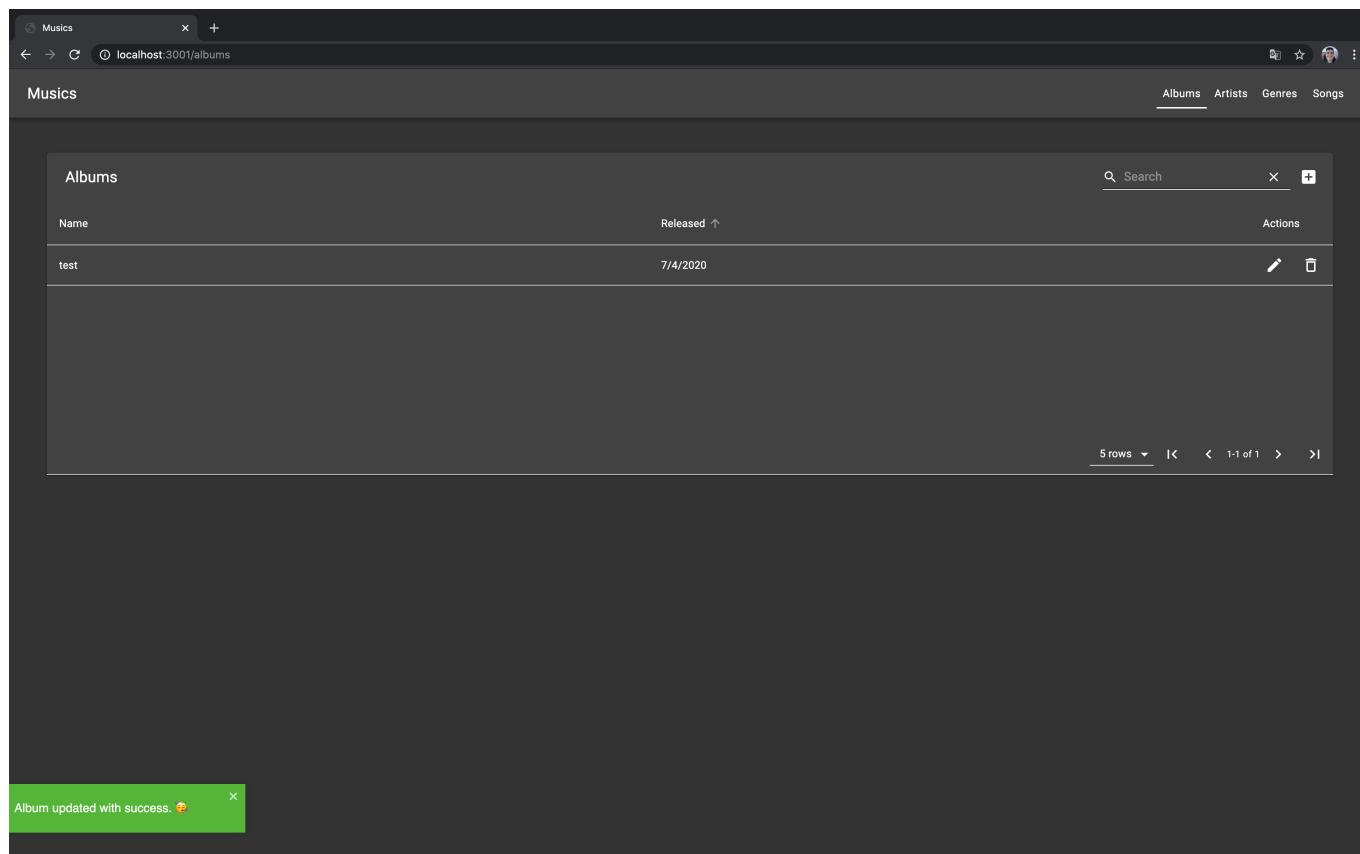 Musics
localhost:3001/albums
Musics
Albums Artists Genres Songs
Albums
Search
Name Released Actions
test 7/4/2020
5 rows 1-1 of 1
Album updated with success. 🥳